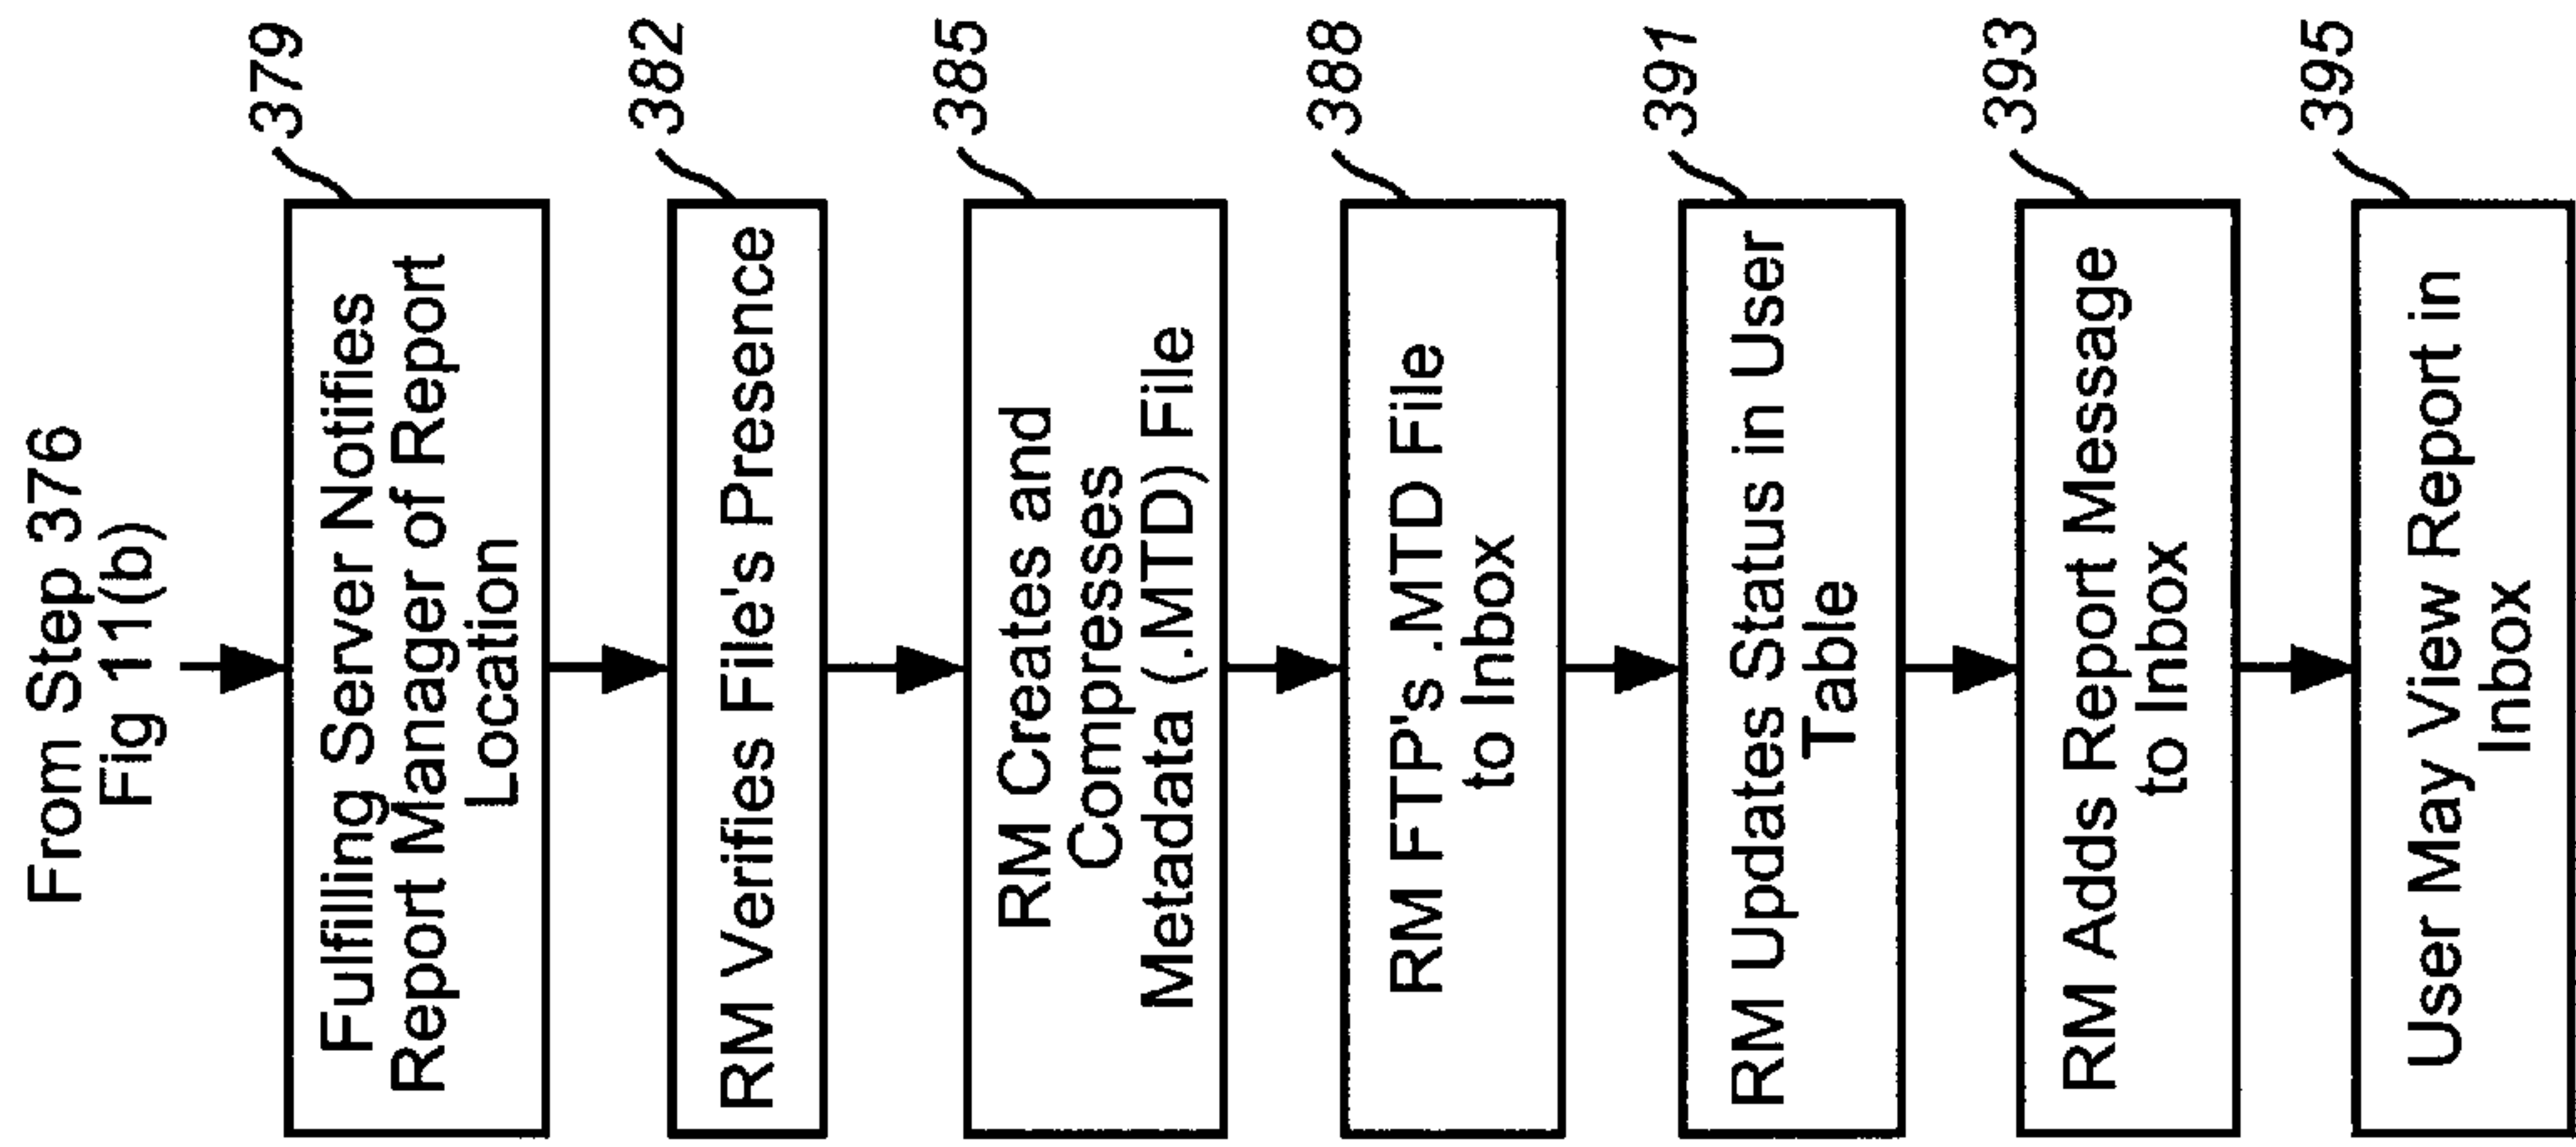 From Step 376
Fig 11(b)
379
Fulfilling Server Notifies
Report Manager of Report
Location
382
RM Verifies File's Presence
385
RM Creates and
Compresses
Metadata (.MTD) File
388
RM FTP's .MTD File
to Inbox
391
RM Updates Status in User
Table
393
RM Adds Report Message
to Inbox
395
User May View Report in
Inbox